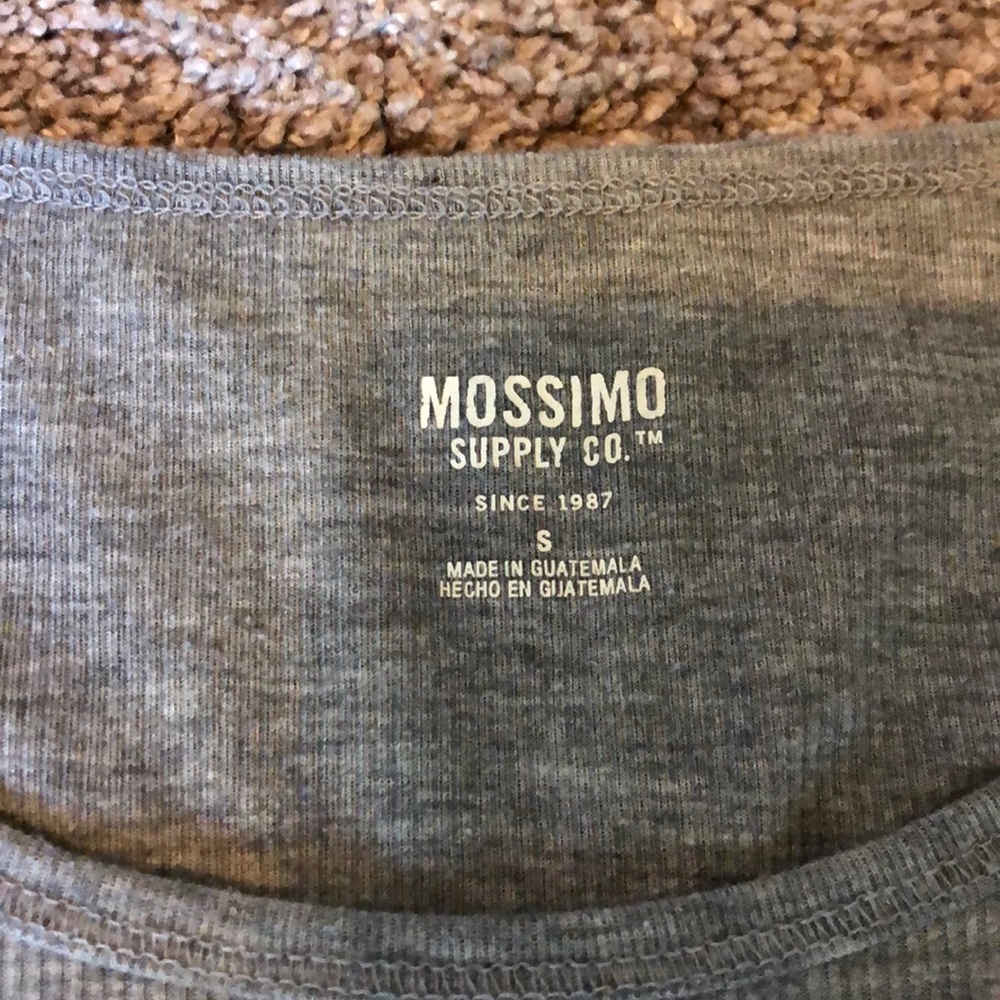 MOSSIMO
SUPPLY CO.™
SINCE 1987
S
MADE IN GUATEMALA
HECHO EN GUATEMALA